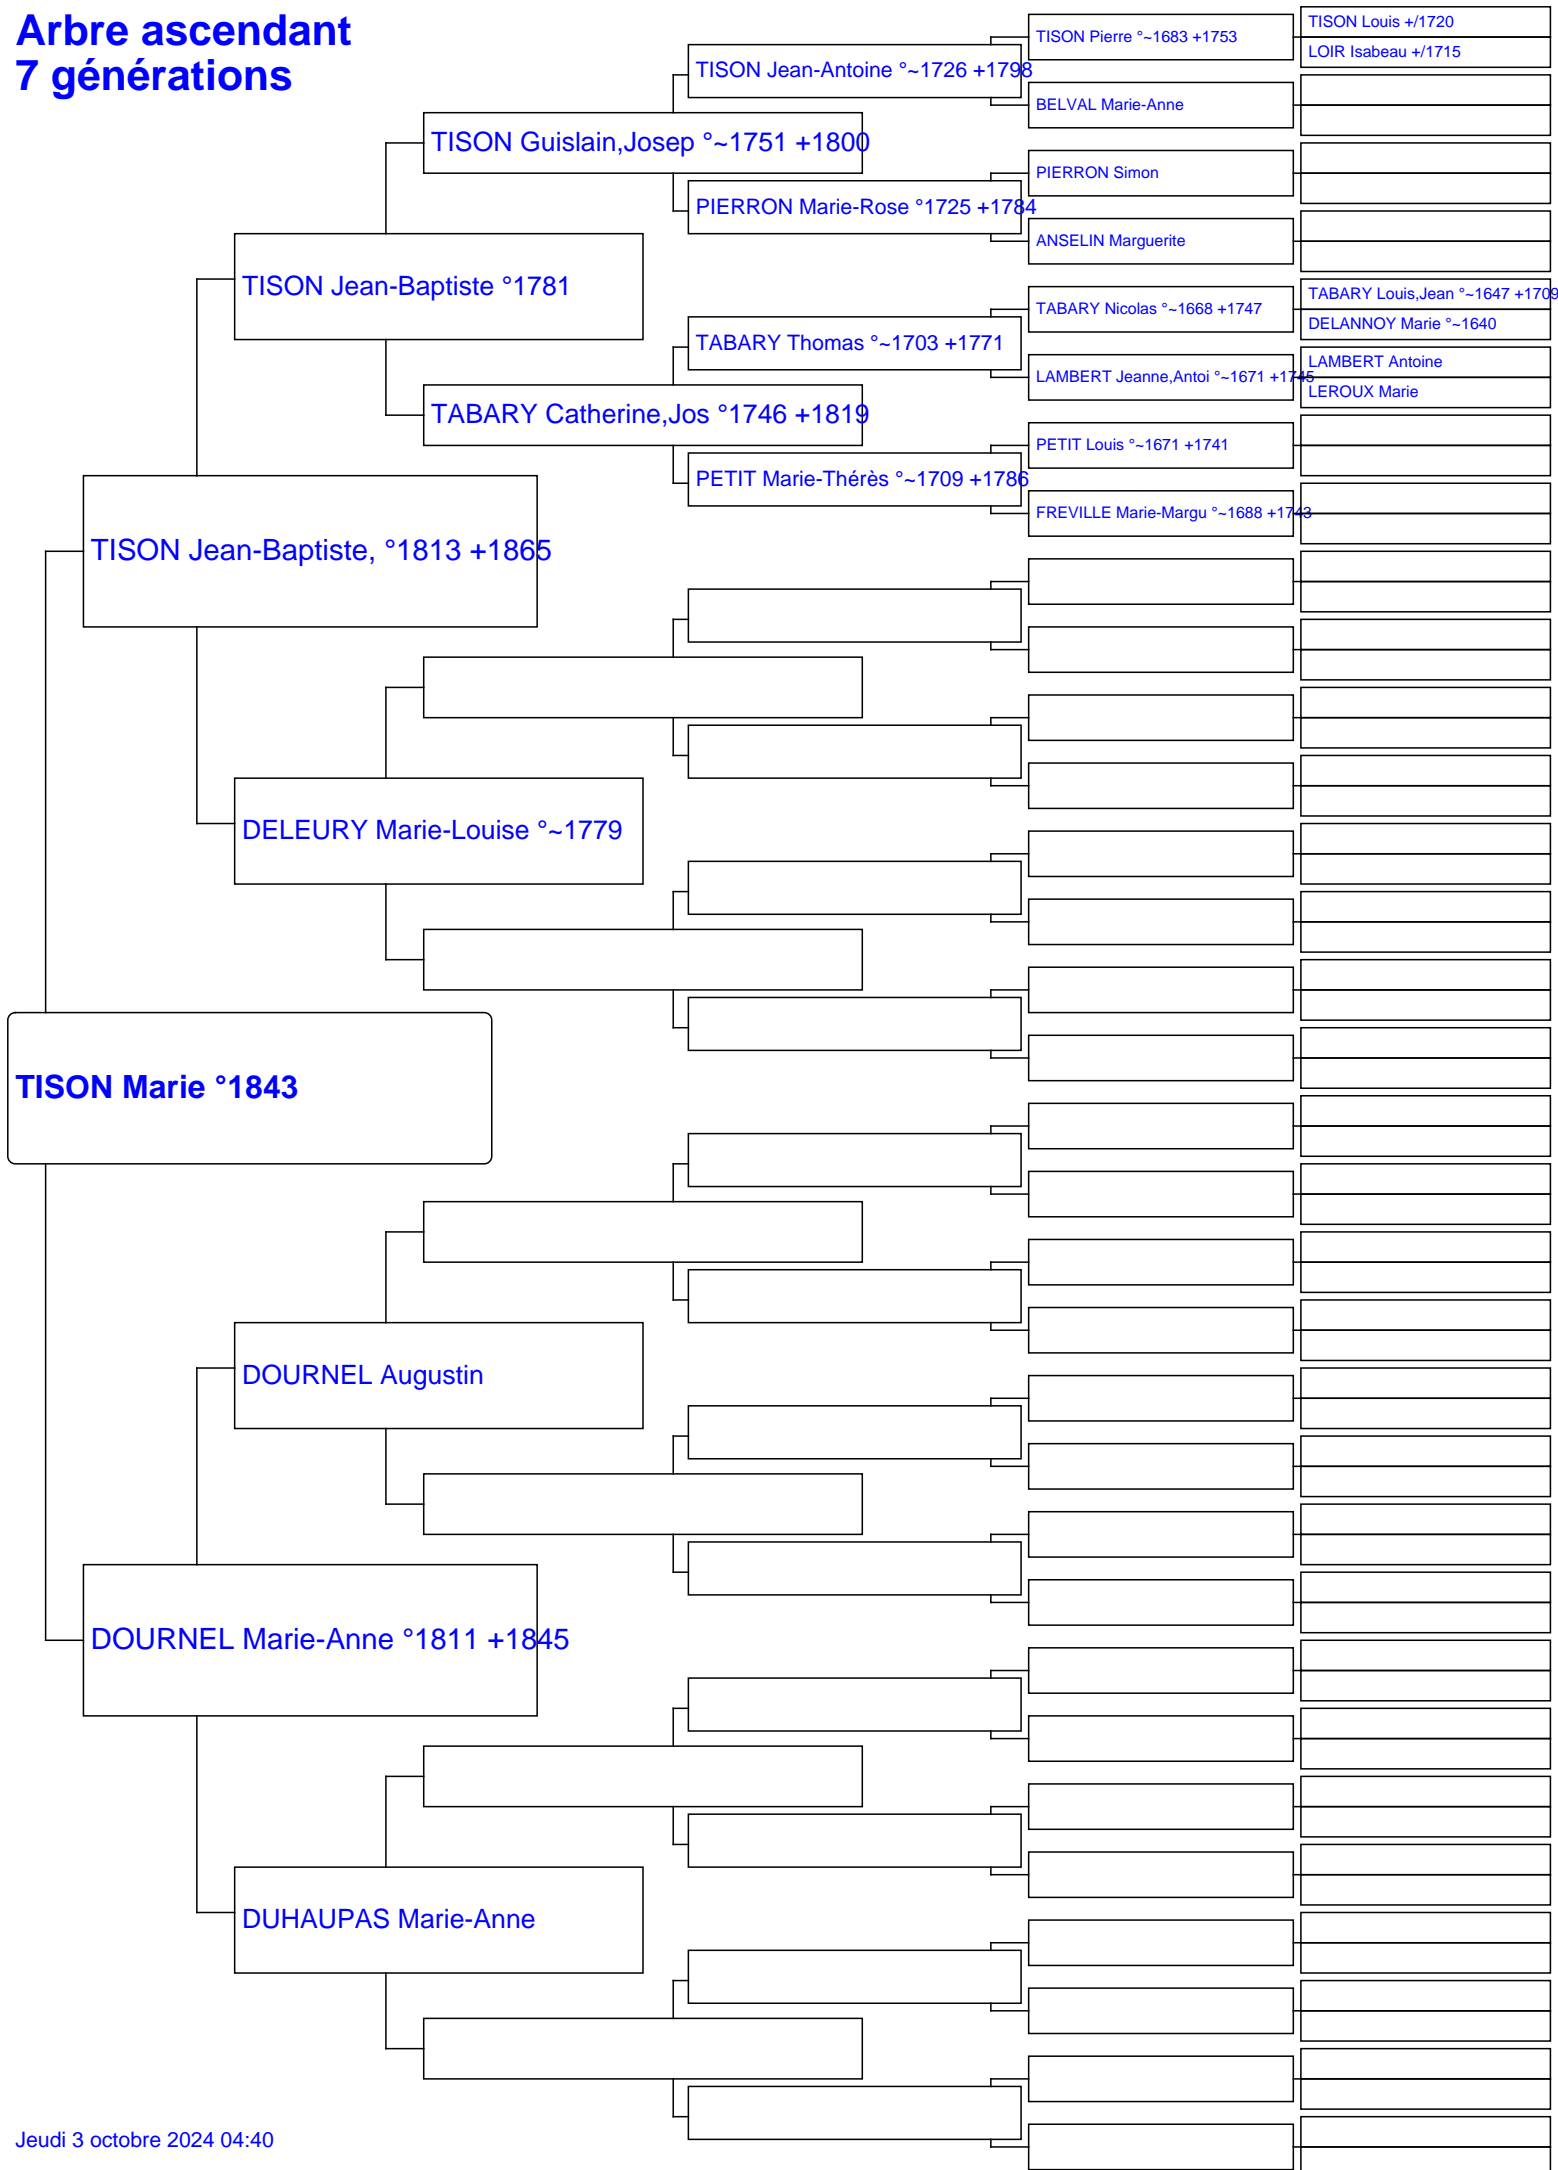 Arbre ascendant
7 générations
TISON Marie °1843
TISON Jean-Baptiste, °1813 +1865
DOURNEL Marie-Anne °1811 +1845
TISON Jean-Baptiste °1781
DELEURY Marie-Louise °~1779
DOURNEL Augustin
DUHAUPAS Marie-Anne
TISON Guislain,Josep °~1751 +1800
TABARY Catherine,Jos °1746 +1819
TISON Jean-Antoine °~1726 +1798
PIERRON Marie-Rose °1725 +1784
TABARY Thomas °~1703 +1771
PETIT Marie-Thérès °~1709 +1786
TISON Pierre °~1683 +1753
BELVAL Marie-Anne
PIERRON Simon
ANSELIN Marguerite
TABARY Nicolas °~1668 +1747
LAMBERT Jeanne,Antoi °~1671 +1745
PETIT Louis °~1671 +1741
FREVILLE Marie-Margu °~1688 +1743
TISON Louis +/1720
LOIR Isabeau +/1715
TABARY Louis,Jean °~1647 +1709
DELANNOY Marie °~1640
LAMBERT Antoine
LEROUX Marie
Jeudi 3 octobre 2024 04:40